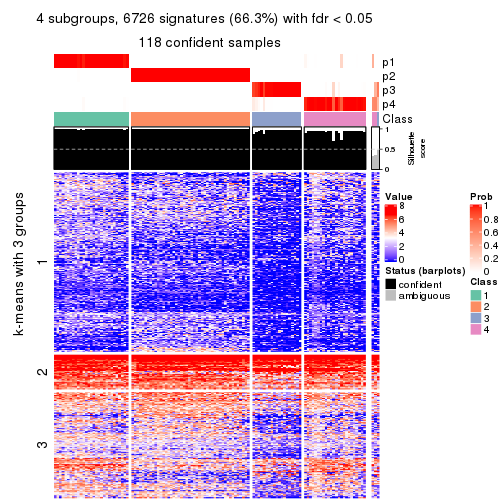 4 subgroups, 6726 signatures (66.3%) with fdr < 0.05
118 confident samples
p1
p2
p3
p4
Class
1
0.5
0
Silhouette
score
k-means with 3 groups
1
2
3
Value
8
6
4
2
0
Status (barplots)
confident
ambiguous
Prob
1
0.8
0.6
0.4
0.2
0
Class
1
2
3
4